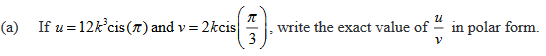 (a) If u = 12k³cis(π) and v = 2kcis(π/3), write the exact value of u/v in polar form.